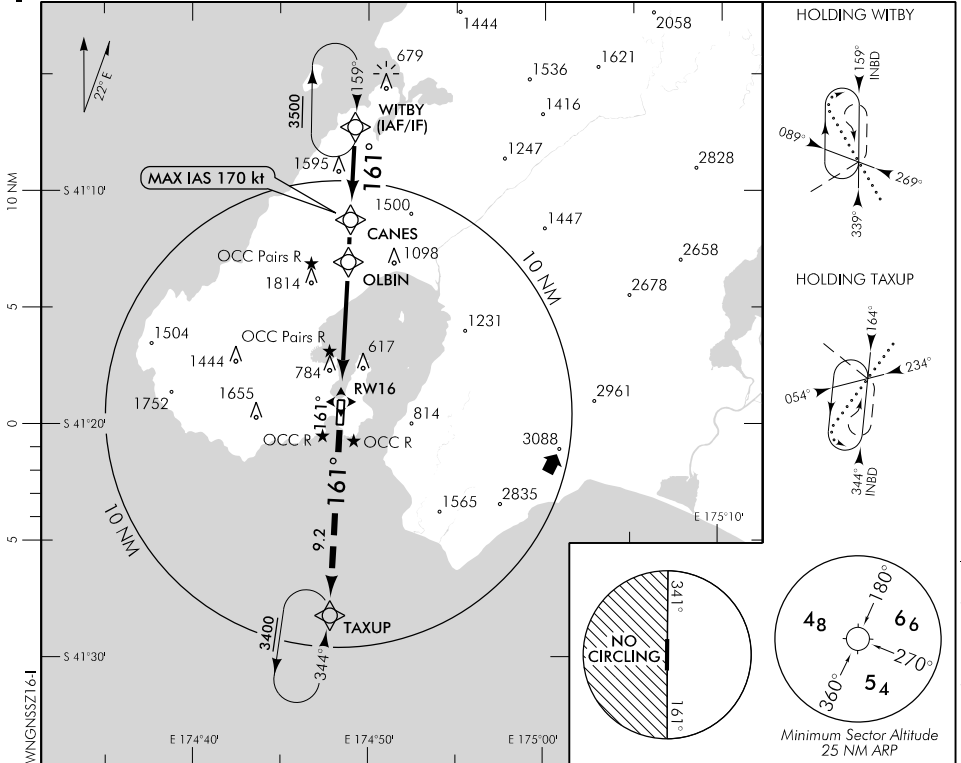 1444
2058
22° E
679
1536
1621
WITBY
(IAF/IF)
159°
3500
1416
1595
161°
1247
2828
MAX IAS 170 kt
10 NM
S 41°10'
1500
CANES
1447
OCC Pairs R
1098
10 NM
2658
1814
OLBIN
2678
5
1504
OCC Pairs R
1231
1444
617
784
RW16
1752
1655
161°
814
2961
0
S 41°20'
OCC R
OCC R
3088
161°
1565
2835
E 175°10'
10 NM
5
9.2
3400
TAXUP
S 41°30'
344°
E 174°40'
E 174°50'
E 175°00'
WNGNSSZ16-I
HOLDING WITBY
159°
INBD
089°
269°
339°
HOLDING TAXUP
164°
054°
234°
344°
INBD
341°
NO
CIRCLING
161°
180°
48
66
270°
54
360°
Minimum Sector Altitude
25 NM ARP